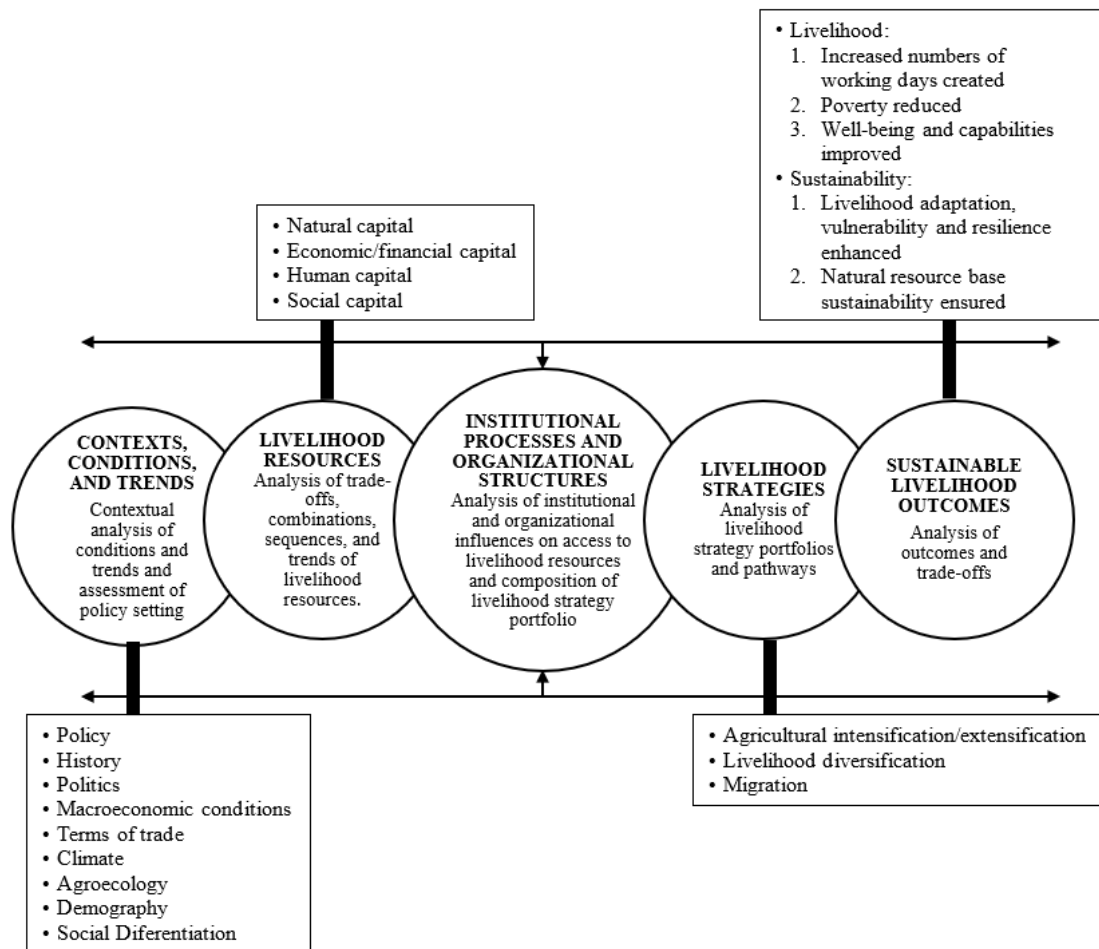 • Livelihood:
1. Increased numbers of
working days created
2. Poverty reduced
3. Well-being and capabilities
improved
• Sustainability:
1. Livelihood adaptation,
vulnerability and resilience
enhanced
2. Natural resource base
sustainability ensured
• Natural capital
• Economic/financial capital
• Human capital
• Social capital
CONTEXTS,
CONDITIONS,
AND TRENDS
Contextual
analysis of
conditions and
trends and
assessment of
policy setting
LIVELIHOOD
RESOURCES
Analysis of trade-
offs,
combinations,
sequences, and
trends of
livelihood
resources.
INSTITUTIONAL
PROCESSES AND
ORGANIZATIONAL
STRUCTURES
Analysis of institutional
and organizational
influences on access to
livelihood resources
and composition of
livelihood strategy
portfolio
LIVELIHOOD
STRATEGIES
Analysis of
livelihood
strategy portfolios
and pathways
SUSTAINABLE
LIVELIHOOD
OUTCOMES
Analysis of
outcomes and
trade-offs
• Policy
• History
• Politics
• Macroeconomic conditions
• Terms of trade
• Climate
• Agroecology
• Demography
• Social Diferentiation
• Agricultural intensification/extensification
• Livelihood diversification
• Migration